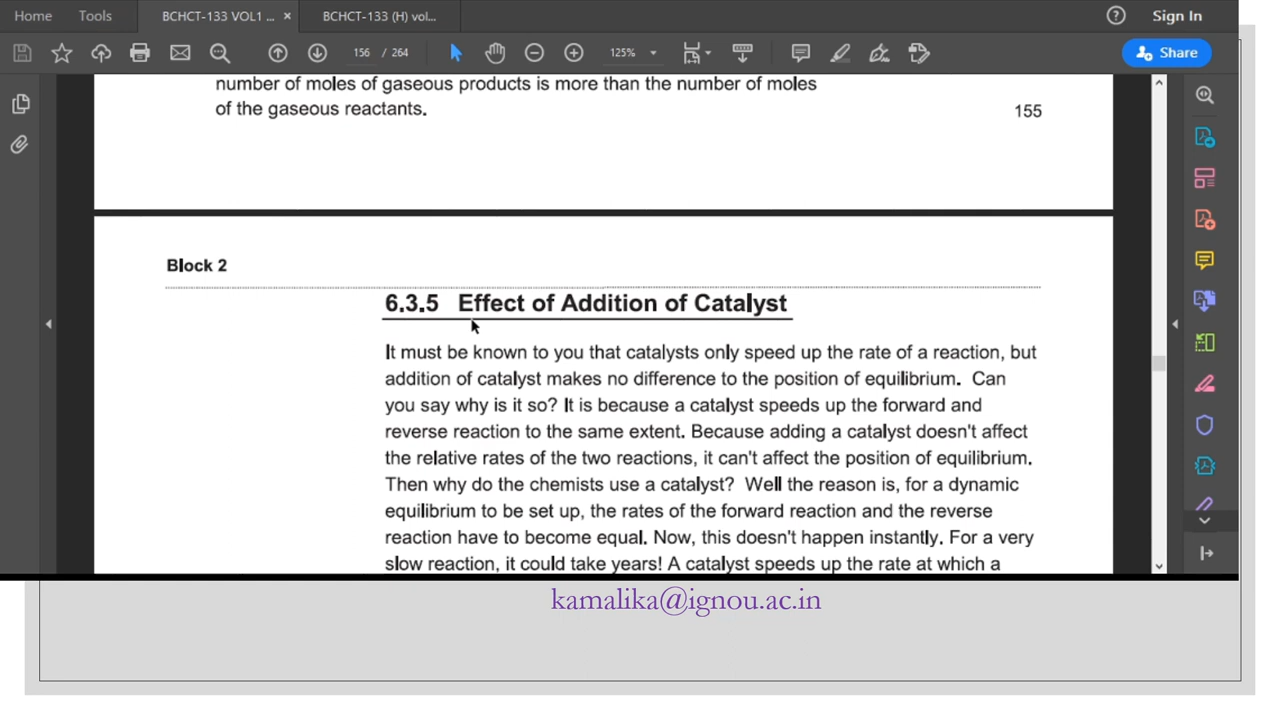 Home Tools BCHCT-133 VOL1 ... × BCHCT-133 (H) vol... Sign In
156 / 264 125% Share
number of moles of gaseous products is more than the number of moles
of the gaseous reactants.
155
Block 2
6.3.5 Effect of Addition of Catalyst
It must be known to you that catalysts only speed up the rate of a reaction, but
addition of catalyst makes no difference to the position of equilibrium. Can
you say why is it so? It is because a catalyst speeds up the forward and
reverse reaction to the same extent. Because adding a catalyst doesn't affect
the relative rates of the two reactions, it can't affect the position of equilibrium.
Then why do the chemists use a catalyst? Well the reason is, for a dynamic
equilibrium to be set up, the rates of the forward reaction and the reverse
reaction have to become equal. Now, this doesn't happen instantly. For a very
slow reaction, it could take years! A catalyst speeds up the rate at which a
kamalika@ignou.ac.in